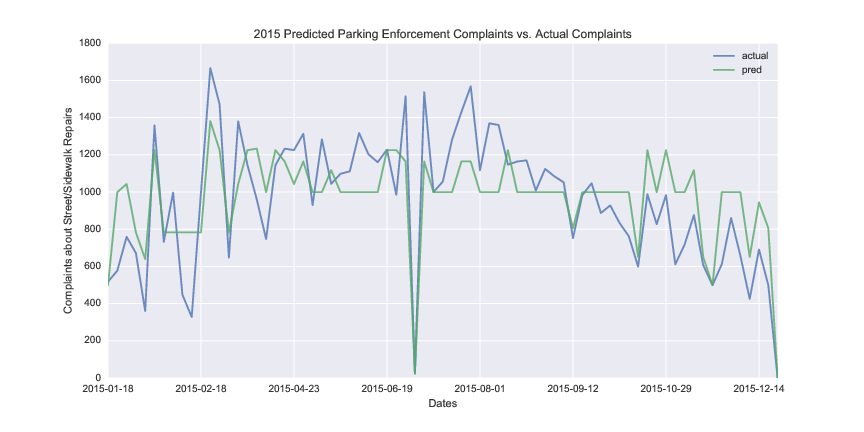 2015 Predicted Parking Enforcement Complaints vs. Actual Complaints
Complaints about Street/Sidewalk Repairs
1800
1600
1400
1200
1000
800
600
400
200
0
actual
pred
2015-01-18 2015-02-18 2015-04-23 2015-06-19 2015-08-01 2015-09-12 2015-10-29 2015-12-14
Dates